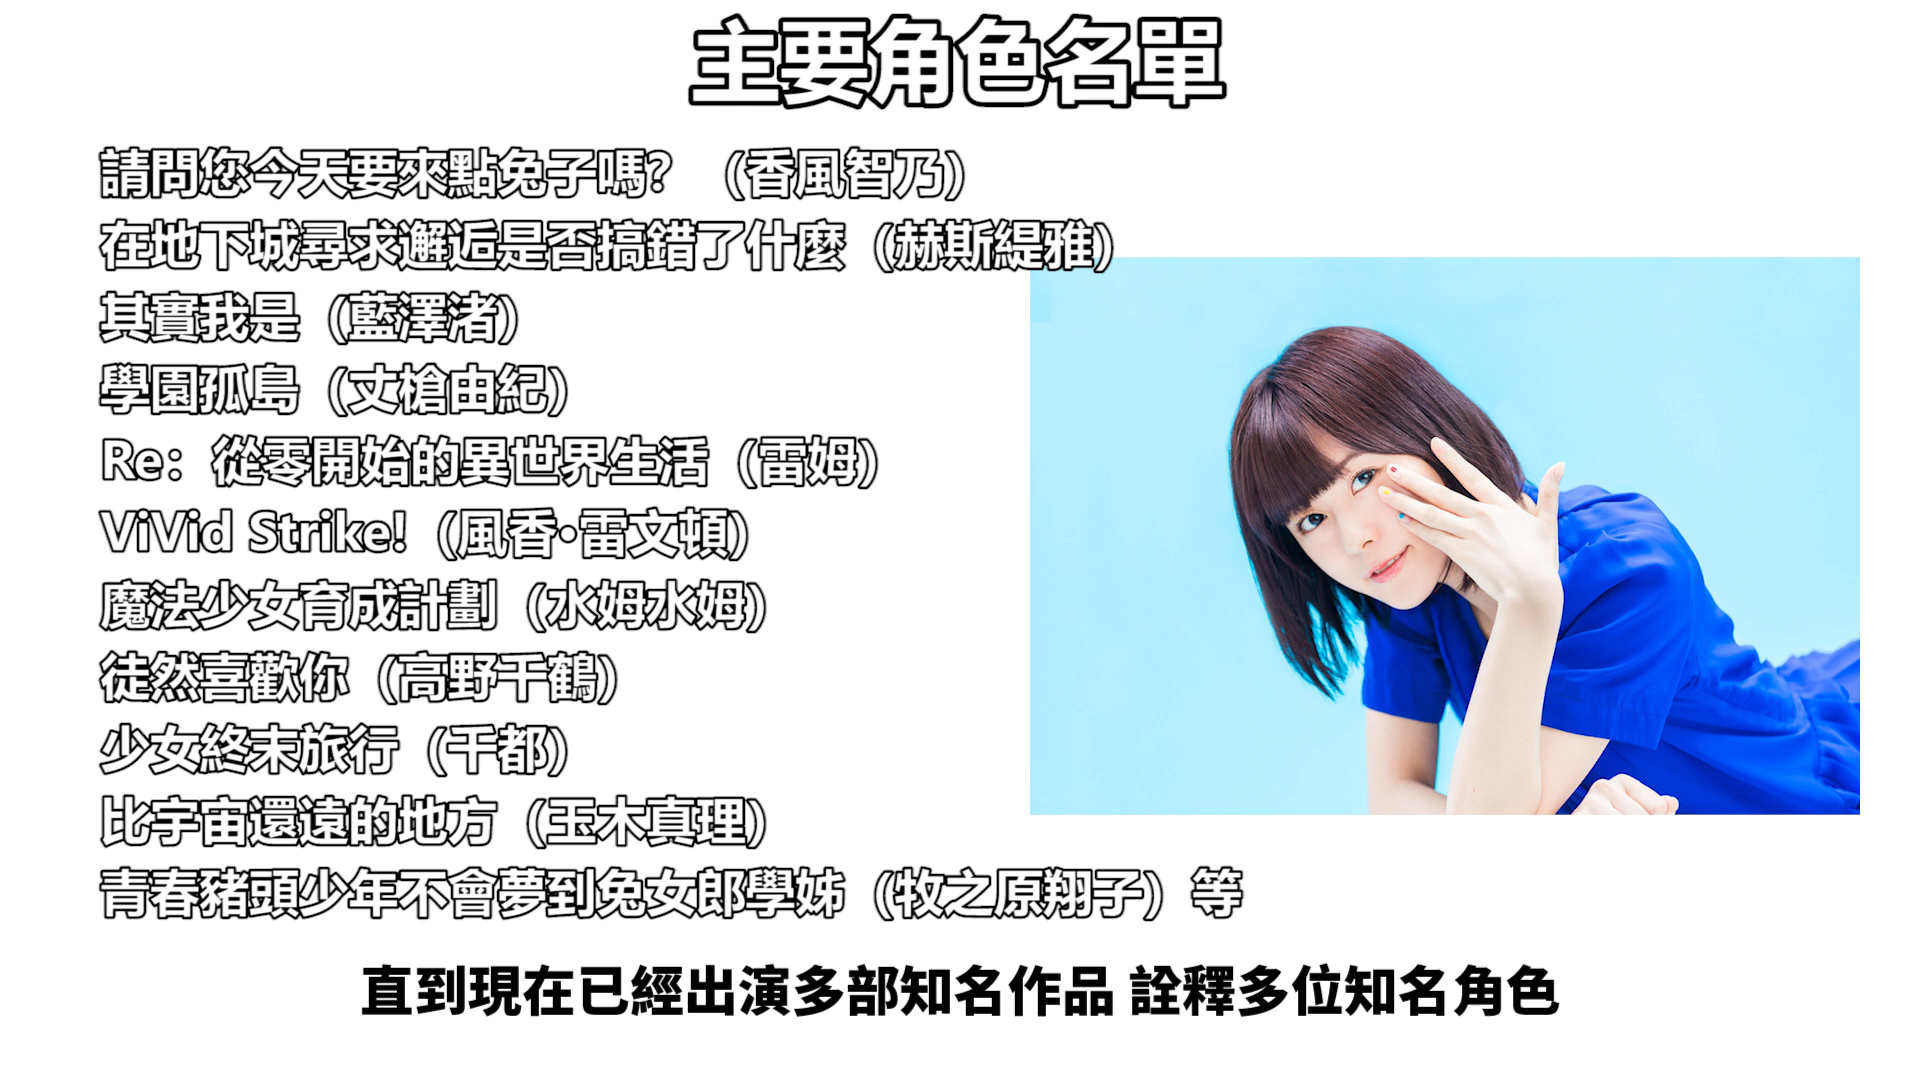 主要角色名單
請問您今天要來點兔子嗎？（香風智乃）
在地下城尋求邂逅是否搞錯了什麼（赫斯緹雅）
其實我是（藍澤渚）
學園孤島（丈槍由紀）
Re：從零開始的異世界生活（雷姆）
ViVid Strike!（風香•雷文頓）
魔法少女育成計劃（水姆水姆）
徒然喜歡你（高野千鶴）
少女終末旅行（千都）
比宇宙還遠的地方（玉木真理）
青春豬頭少年不會夢到兔女郎學姊（牧之原翔子）等
直到現在已經出演多部知名作品 詮釋多位知名角色